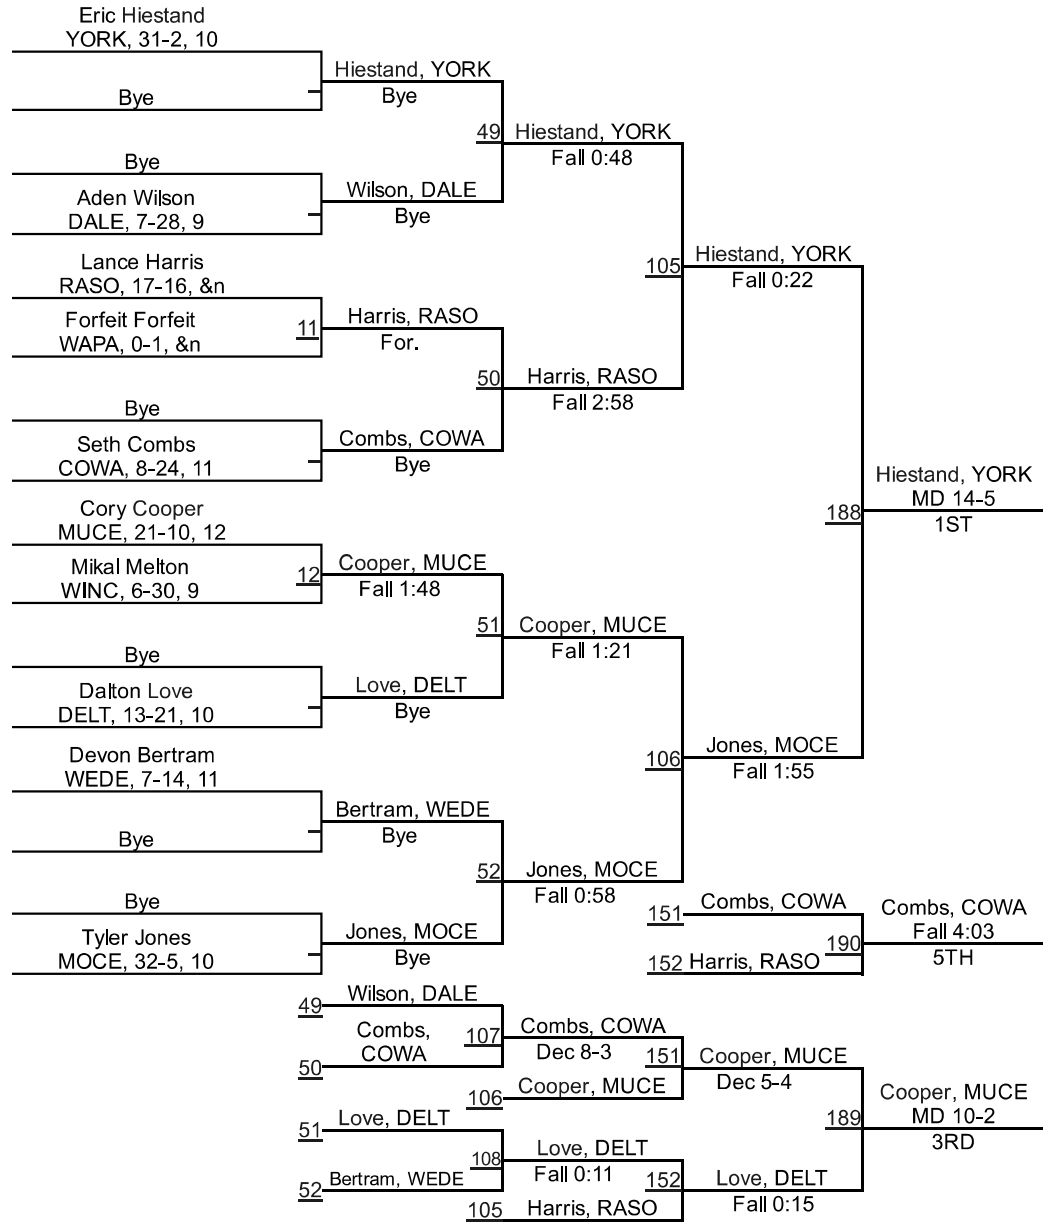 Eric Hiestand
YORK, 31-2, 10
Hiestand, YORK
Bye
Bye
49
Hiestand, YORK
Fall 0:48
Bye
Aden Wilson
DALE, 7-28, 9
Wilson, DALE
Bye
105
Hiestand, YORK
Fall 0:22
Lance Harris
RASO, 17-16, &n
Forfeit Forfeit
WAPA, 0-1, &n
11
Harris, RASO
For.
50
Harris, RASO
Fall 2:58
Bye
Seth Combs
COWA, 8-24, 11
Combs, COWA
Bye
188
Hiestand, YORK
MD 14-5
1ST
Cory Cooper
MUCE, 21-10, 12
Mikal Melton
WINC, 6-30, 9
12
Cooper, MUCE
Fall 1:48
51
Cooper, MUCE
Fall 1:21
Bye
Dalton Love
DELT, 13-21, 10
Love, DELT
Bye
106
Jones, MOCE
Fall 1:55
Devon Bertram
WEDE, 7-14, 11
Bertram, WEDE
Bye
Bye
52
Jones, MOCE
Fall 0:58
Bye
Tyler Jones
MOCE, 32-5, 10
Jones, MOCE
Bye
151
Combs, COWA
152
Harris, RASO
190
Combs, COWA
Fall 4:03
5TH
49
Wilson, DALE
Combs,
COWA
50
107
Combs, COWA
Dec 8-3
106
Cooper, MUCE
151
Cooper, MUCE
Dec 5-4
189
Cooper, MUCE
MD 10-2
3RD
51
Love, DELT
52
Bertram, WEDE
108
Love, DELT
Fall 0:11
105
Harris, RASO
152
Love, DELT
Fall 0:15